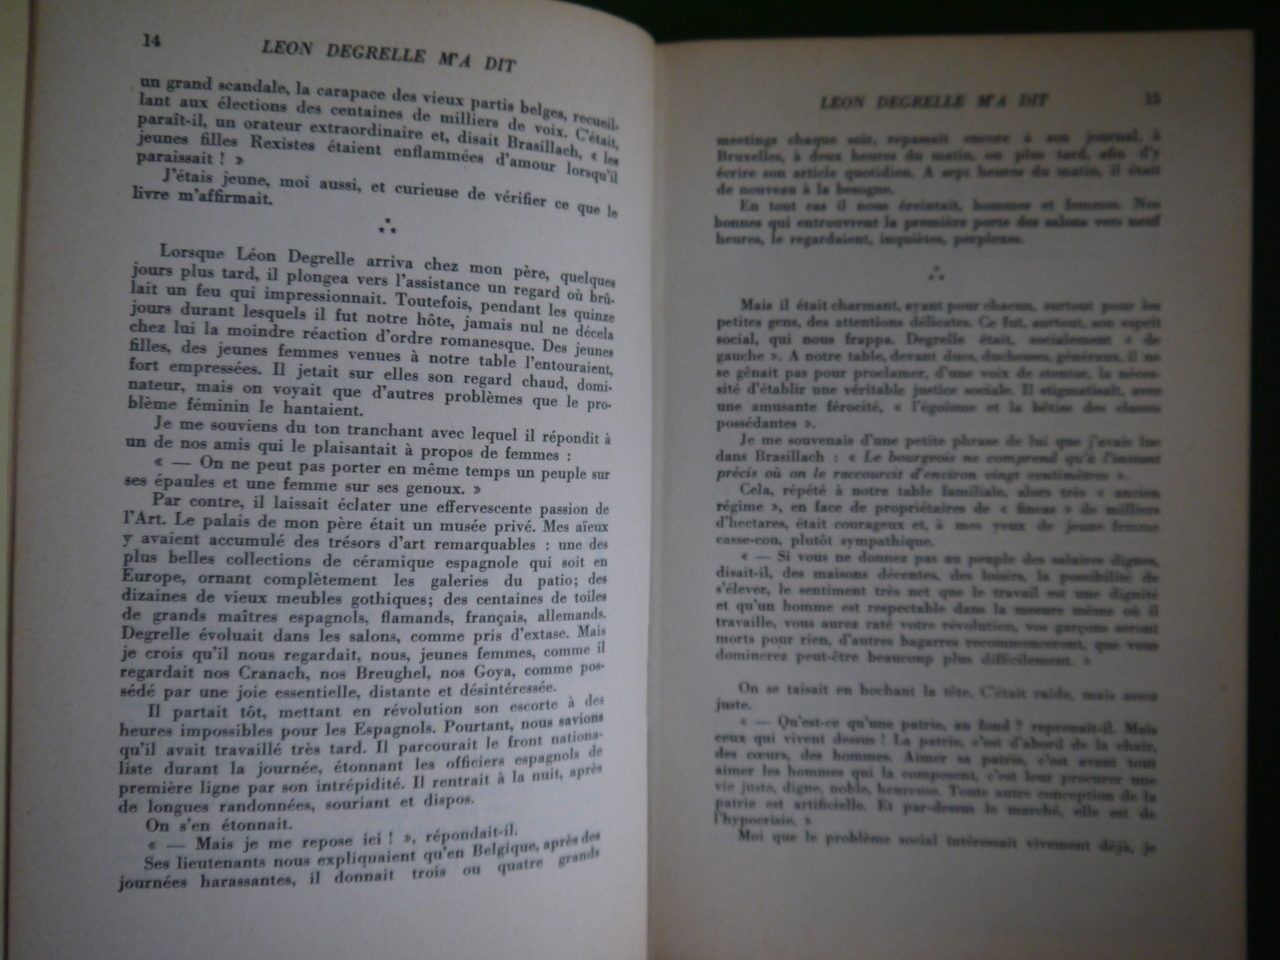 14
LEON DEGRELLE M'A DIT
un grand scandale, la carapace des vieux partis belges, recueil-
lant aux élections des centaines de milliers de voix. C'était,
paraît-il, un orateur extraordinaire et, disait Brasillach, « les
jeunes filles Rexistes étaient enflammées d'amour lorsqu'il
paraissait ! »
J'étais jeune, moi aussi, et curieuse de vérifier ce que le
livre m'affirmait.
Lorsque Léon Degrelle arriva chez mon père, quelques
jours plus tard, il plongea vers l'assistance un regard où brû-
lait un feu qui impressionnait. Toutefois, pendant les quinze
jours durant lesquels il fut notre hôte, jamais nul ne décela
chez lui la moindre réaction d'ordre romanesque. Des jeunes
filles, des jeunes femmes venues à notre table l'entouraient,
fort empressées. Il jetait sur elles son regard chaud, domi-
nateur, mais on voyait que d'autres problèmes que le pro-
blème féminin le hantaient.
Je me souviens du ton tranchant avec lequel il répondit à
un de nos amis qui le plaisantait à propos de femmes :
« — On ne peut pas porter en même temps un peuple sur
ses épaules et une femme sur ses genoux. »
Par contre, il laissait éclater une effervescente passion de
l'Art. Le palais de mon père était un musée privé. Mes aïeux
y avaient accumulé des trésors d'art remarquables : une des
plus belles collections de céramique espagnole qui soit en
Europe, ornant complètement les galeries du patio; des
dizaines de vieux meubles gothiques; des centaines de toiles
de grands maîtres espagnols, flamands, français, allemands.
Degrelle évoluait dans les salons, comme pris d'extase. Mais
je crois qu'il nous regardait, nous, jeunes femmes, comme il
regardait nos Cranach, nos Breughel, nos Goya, comme pos-
sédé par une joie essentielle, distante et désintéressée.
Il partait tôt, mettant en révolution son escorte à des
heures impossibles pour les Espagnols. Pourtant, nous savions
qu'il avait travaillé très tard. Il parcourait le front nationa-
liste durant la journée, étonnant les officiers espagnols de
première ligne par son intrépidité. Il rentrait à la nuit, après
de longues randonnées, souriant et dispos.
On s'en étonnait.
« — Mais je me repose ici ! », répondait-il.
Ses lieutenants nous expliquaient qu'en Belgique, après des
journées harassantes, il donnait trois ou quatre grands
LEON DEGRELLE M'A DIT
15
meetings chaque soir, repassait encore à son journal, à
Bruxelles, à deux heures du matin, ou plus tard, afin d'y
écrire son article quotidien. A sept heures du matin, il était
de nouveau à la besogne.
En tout cas il nous éreintait, hommes et femmes. Nos
bonnes qui entrouvrent la première porte des salons vers neuf
heures, le regardaient, inquiètes, perplexes.
Mais il était charmant, ayant pour chacun, surtout pour les
petites gens, des attentions délicates. Ce fut, surtout, son esprit
social, qui nous frappa. Degrelle était, socialement « de
gauche ». A notre table, devant ducs, duchesses, généraux, il ne
se gênait pas pour proclamer, d'une voix de stentor, la néces-
sité d'établir une véritable justice sociale. Il stigmatisait, avec
une amusante férocité, « l'égoïsme et la bêtise des classes
possédantes ».
Je me souvenais d'une petite phrase de lui que j'avais lue
dans Brasillach : « Le bourgeois ne comprend qu'à l'instant
précis où on le raccourcit d'environ vingt centimètres ».
Cela, répété à notre table familiale, alors très « ancien
régime », en face de propriétaires de « fincas » de milliers
d'hectares, était courageux et, à mes yeux de jeune femme
casse-cou, plutôt sympathique.
« — Si vous ne donnez pas au peuple des salaires dignes,
disait-il, des maisons décentes, des loisirs, la possibilité de
s'élever, le sentiment très net que le travail est une dignité
et qu'un homme est respectable dans la mesure même où il
travaille, vous aurez raté votre révolution, vos garçons seront
morts pour rien, d'autres bagarres recommenceront, que vous
dominerez peut-être beaucoup plus difficilement. »
On se taisait en hochant la tête. C'était raide, mais assez
juste.
« — Qu'est-ce qu'une patrie, au fond ? reprenait-il. Mais
ceux qui vivent dessus ! La patrie, c'est d'abord de la chair,
des cœurs, des hommes. Aimer sa patrie, c'est avant tout
aimer les hommes qui la composent, c'est leur procurer une
vie juste, digne, noble, heureuse. Toute autre conception de la
patrie est artificielle. Et par-dessus le marché, elle est de
l'hypocrisie. »
Moi que le problème social intéressait vivement déjà, je